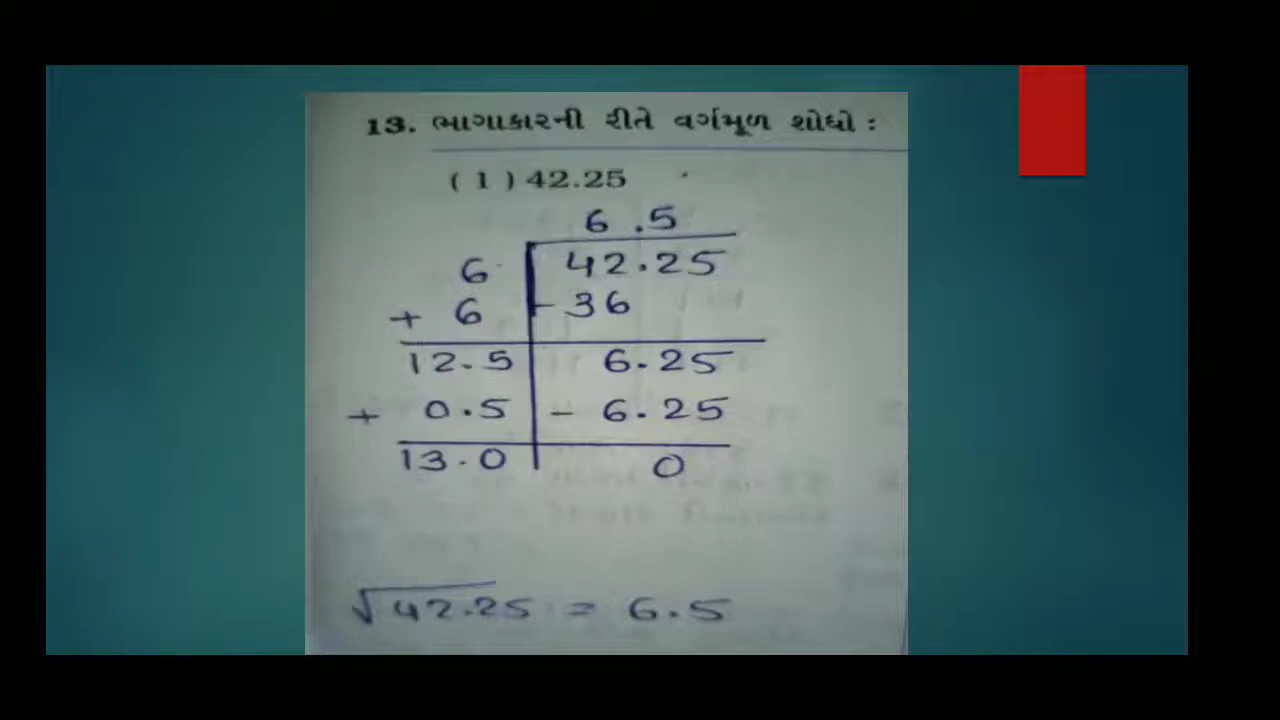 13. ભાગાકારની રીતે વર્ગમૂળ શોધો :
( 1 ) 42.25
6 .5
6 42.25
+ 6 - 36
12.5 6.25
+ 0.5 - 6.25
13.0 0
√42.25 = 6.5